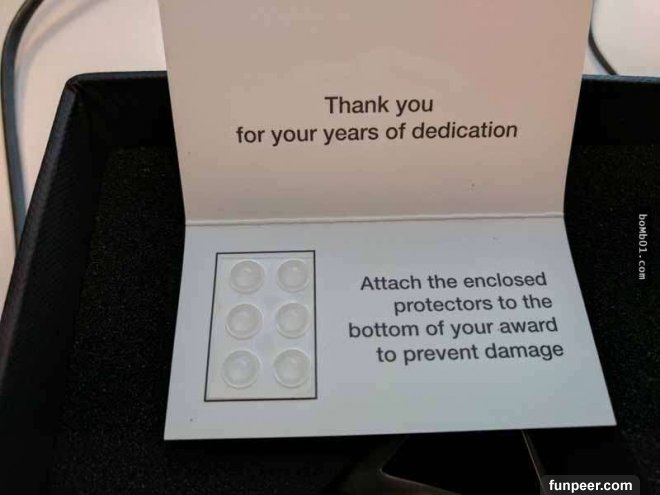 Thank you
for your years of dedication
Attach the enclosed
protectors to the
bottom of your award
to prevent damage
boMb01.com
funpeer.com